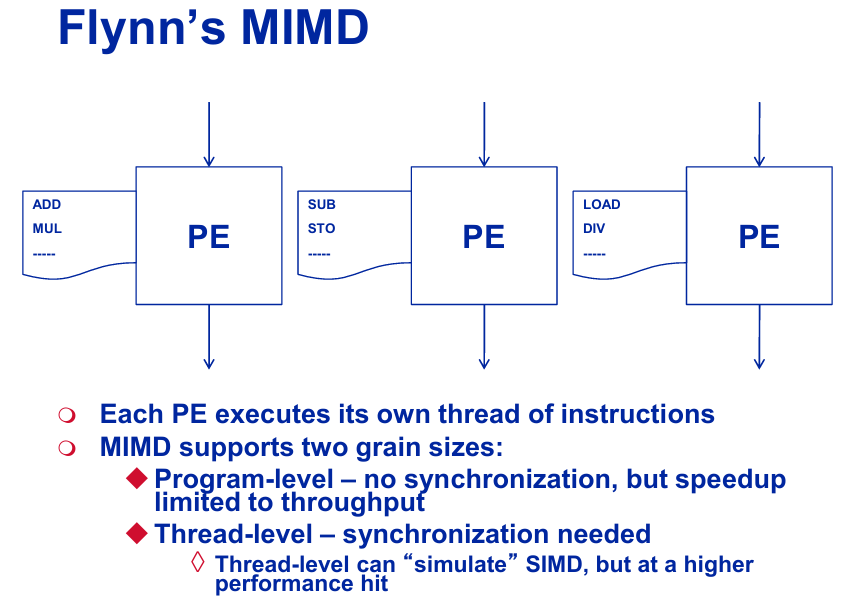 Flynn’s MIMD
ADD
MUL
-----
PE
SUB
STO
-----
PE
LOAD
DIV
-----
PE
Each PE executes its own thread of instructions
MIMD supports two grain sizes:
Program-level – no synchronization, but speedup
limited to throughput
Thread-level – synchronization needed
Thread-level can “simulate” SIMD, but at a higher
performance hit